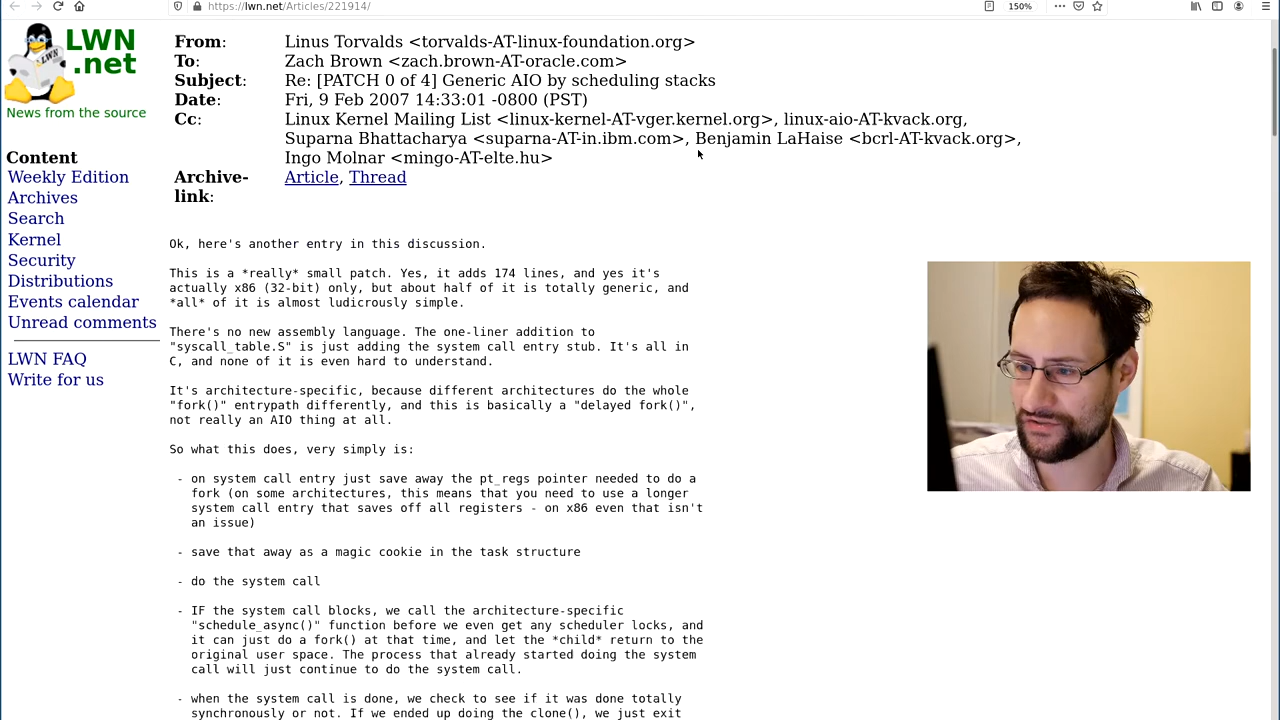 https://lwn.net/Articles/221914/
150%
LWN
.net
News from the source
Content
Weekly Edition
Archives
Search
Kernel
Security
Distributions
Events calendar
Unread comments
LWN FAQ
Write for us
From: Linus Torvalds <torvalds-AT-linux-foundation.org>
To: Zach Brown <zach.brown-AT-oracle.com>
Subject: Re: [PATCH 0 of 4] Generic AIO by scheduling stacks
Date: Fri, 9 Feb 2007 14:33:01 -0800 (PST)
Cc: Linux Kernel Mailing List <linux-kernel-AT-vger.kernel.org>, linux-aio-AT-kvack.org,
Suparna Bhattacharya <suparna-AT-in.ibm.com>, Benjamin LaHaise <bcrl-AT-kvack.org>,
Ingo Molnar <mingo-AT-elte.hu>
Archive-
link: Article, Thread
Ok, here's another entry in this discussion.
This is a *really* small patch. Yes, it adds 174 lines, and yes it's
actually x86 (32-bit) only, but about half of it is totally generic, and
*all* of it is almost ludicrously simple.
There's no new assembly language. The one-liner addition to
"syscall_table.S" is just adding the system call entry stub. It's all in
C, and none of it is even hard to understand.
It's architecture-specific, because different architectures do the whole
"fork()" entrypath differently, and this is basically a "delayed fork()",
not really an AIO thing at all.
So what this does, very simply is:
- on system call entry just save away the pt_regs pointer needed to do a
fork (on some architectures, this means that you need to use a longer
system call entry that saves off all registers - on x86 even that isn't
an issue)
- save that away as a magic cookie in the task structure
- do the system call
- IF the system call blocks, we call the architecture-specific
"schedule_async()" function before we even get any scheduler locks, and
it can just do a fork() at that time, and let the *child* return to the
original user space. The process that already started doing the system
call will just continue to do the system call.
- when the system call is done, we check to see if it was done totally
synchronously or not. If we ended up doing the clone(), we just exit